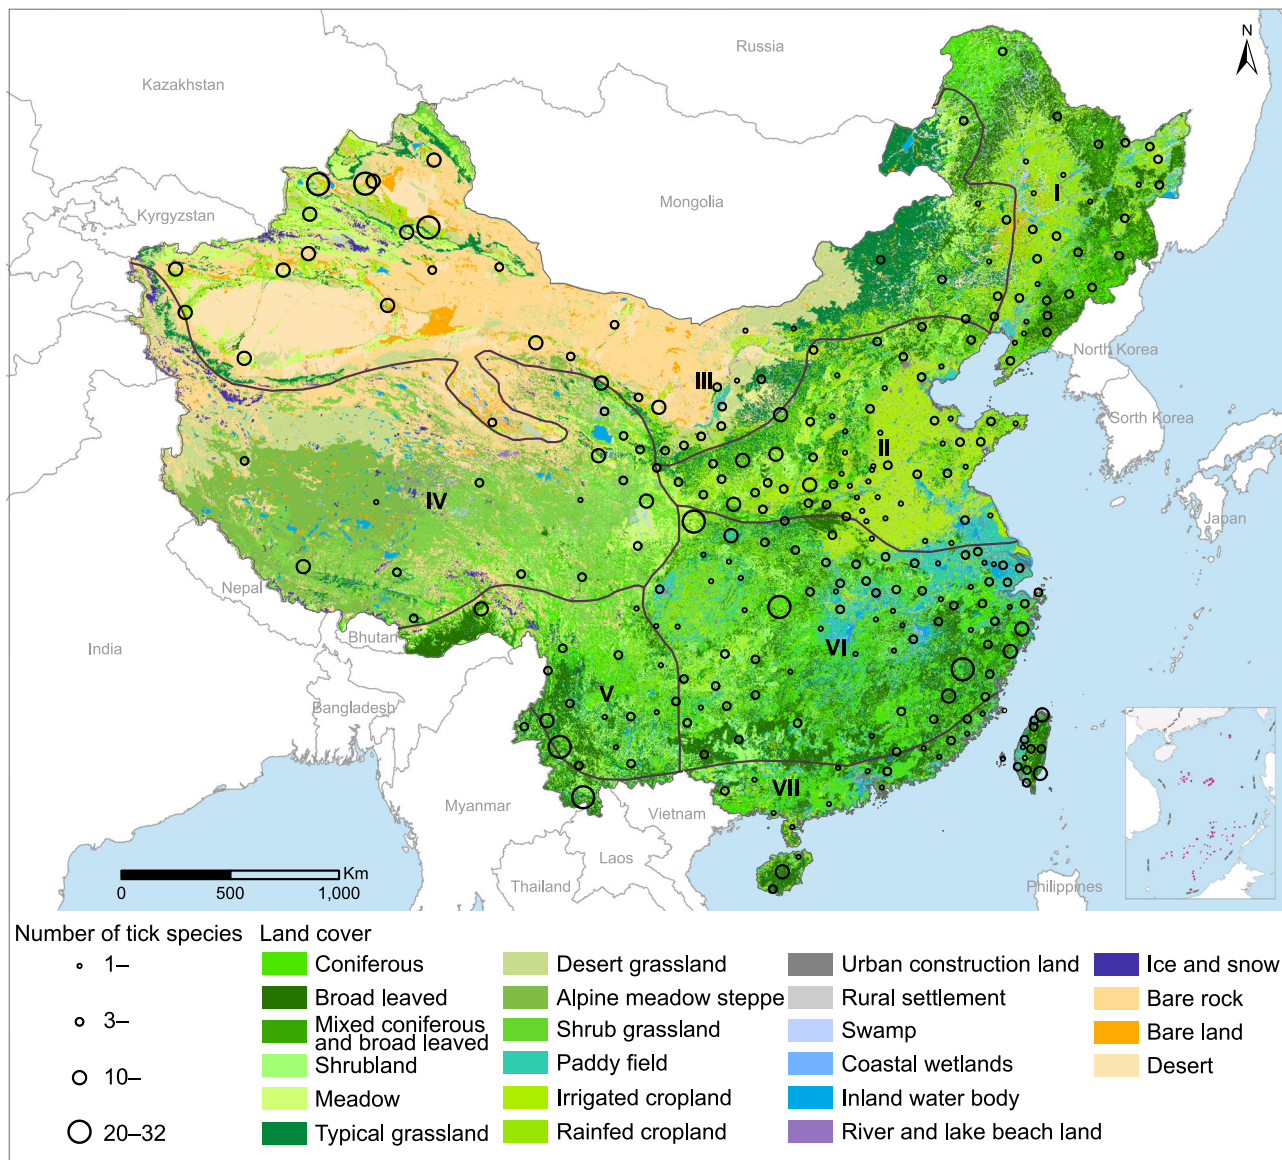 Russia
N
Kazakhstan
Kyrgyzstan
Mongolia
I
North Korea
III
South Korea
II
IV
Japan
Nepal
Bhutan
India
VI
V
Bangladesh
VII
Myanmar
Vietnam
Laos
Thailand
Philippines
Km
0 500 1,000
Number of tick species
1–
3–
10–
20–32
Land cover
Coniferous
Broad leaved
Mixed coniferous
and broad leaved
Shrubland
Meadow
Typical grassland
Desert grassland
Alpine meadow steppe
Shrub grassland
Paddy field
Irrigated cropland
Rainfed cropland
Urban construction land
Rural settlement
Swamp
Coastal wetlands
Inland water body
River and lake beach land
Ice and snow
Bare rock
Bare land
Desert